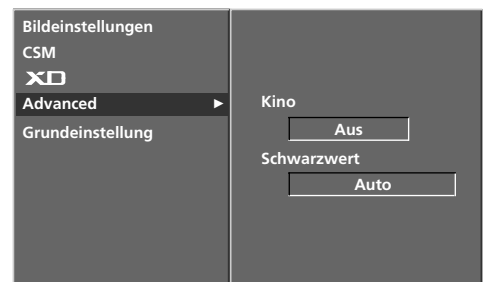 Bildeinstellungen
CSM
XD
Advanced ►
Grundeinstellung
Kino
Aus
Schwarzwert
Auto